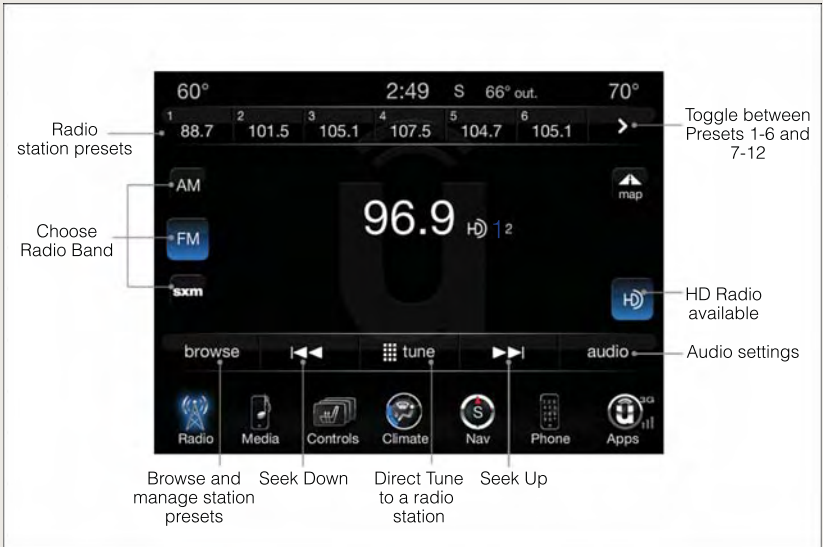 60°
2:49 S 66° out.
70°
1 88.7
2 101.5
3 105.1
4 107.5
5 104.7
6 105.1
Radio
station presets
Toggle between
Presets 1-6 and
7-12
AM
FM
sxm
Choose
Radio Band
96.9 HD 1 2
map
HD
HD Radio
available
browse
tune
audio
Audio settings
Radio
Media
Controls
S
Climate
Nav
Phone
ü
3G
Apps
Browse and
manage station
presets
Seek Down
Direct Tune
to a radio
station
Seek Up